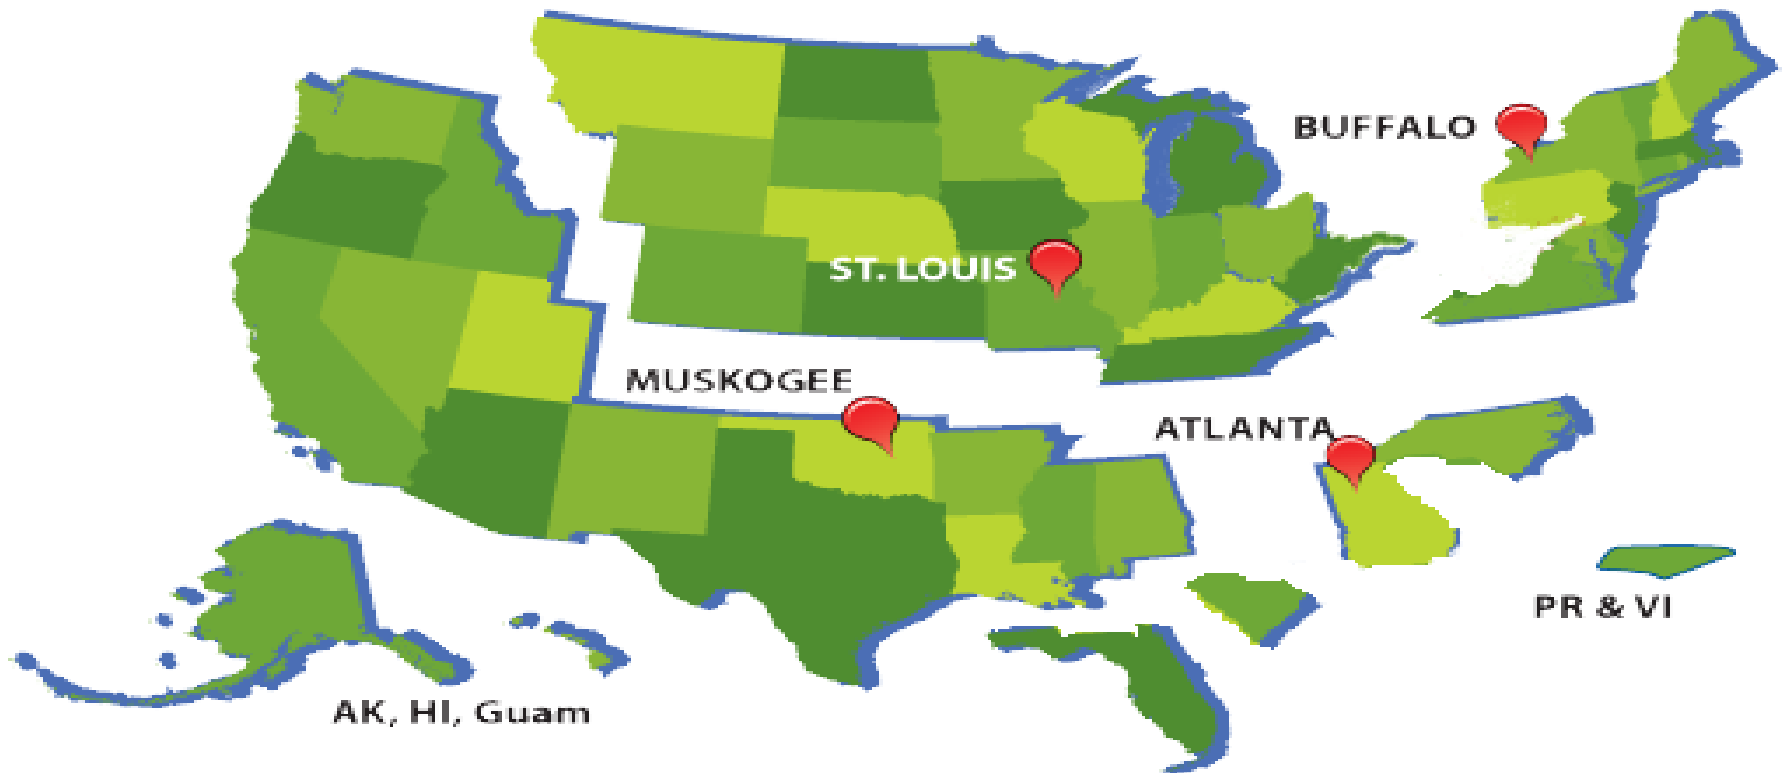 BUFFALO
ST. LOUIS
MUSKOGEE
ATLANTA
PR & VI
AK, HI, Guam